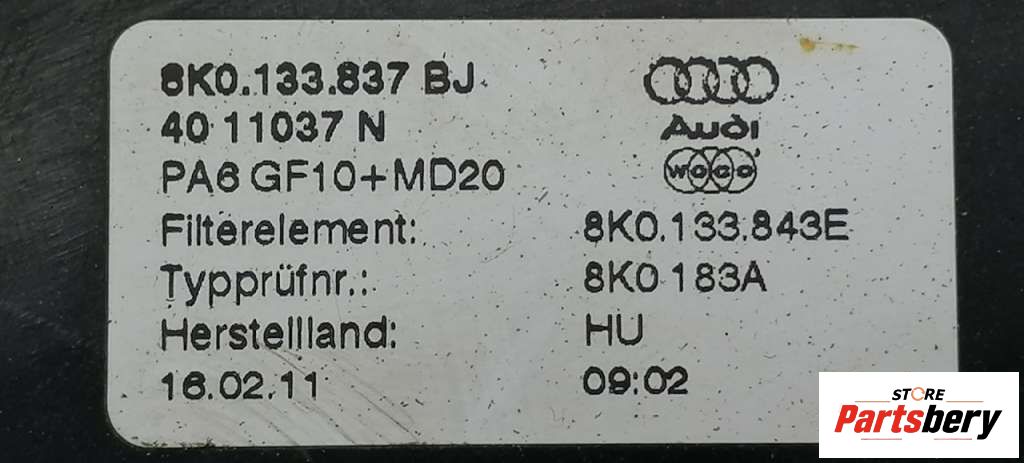 8K0.133.837 BJ
40 11037 N
Audi
PA6 GF10+MD20
woco
Filterelement: 8K0.133.843E
Typprüfnr.: 8K0 183A
Herstellland: HU
16.02.11 09:02
STORE
Partsbery